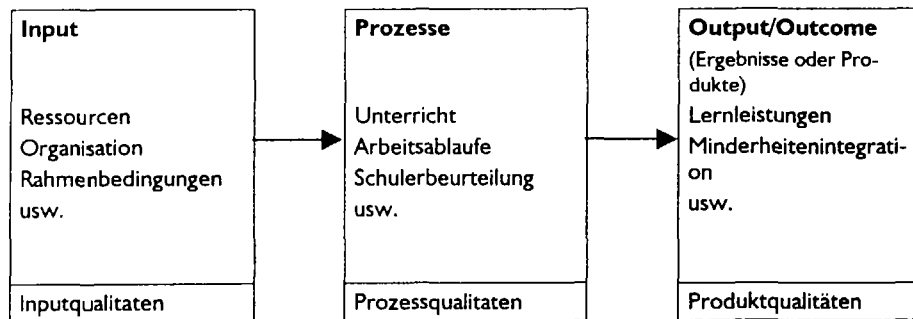 Input
Ressourcen
Organisation
Rahmenbedingungen
usw.
Inputqualitaten
Prozesse
Unterricht
Arbeitsablaufe
Schulerbeurteilung
usw.
Prozessqualitaten
Output/Outcome
(Ergebnisse oder Pro-
dukte)
Lernleistungen
Minderheitenintegrati-
on
usw.
Produktqualitäten